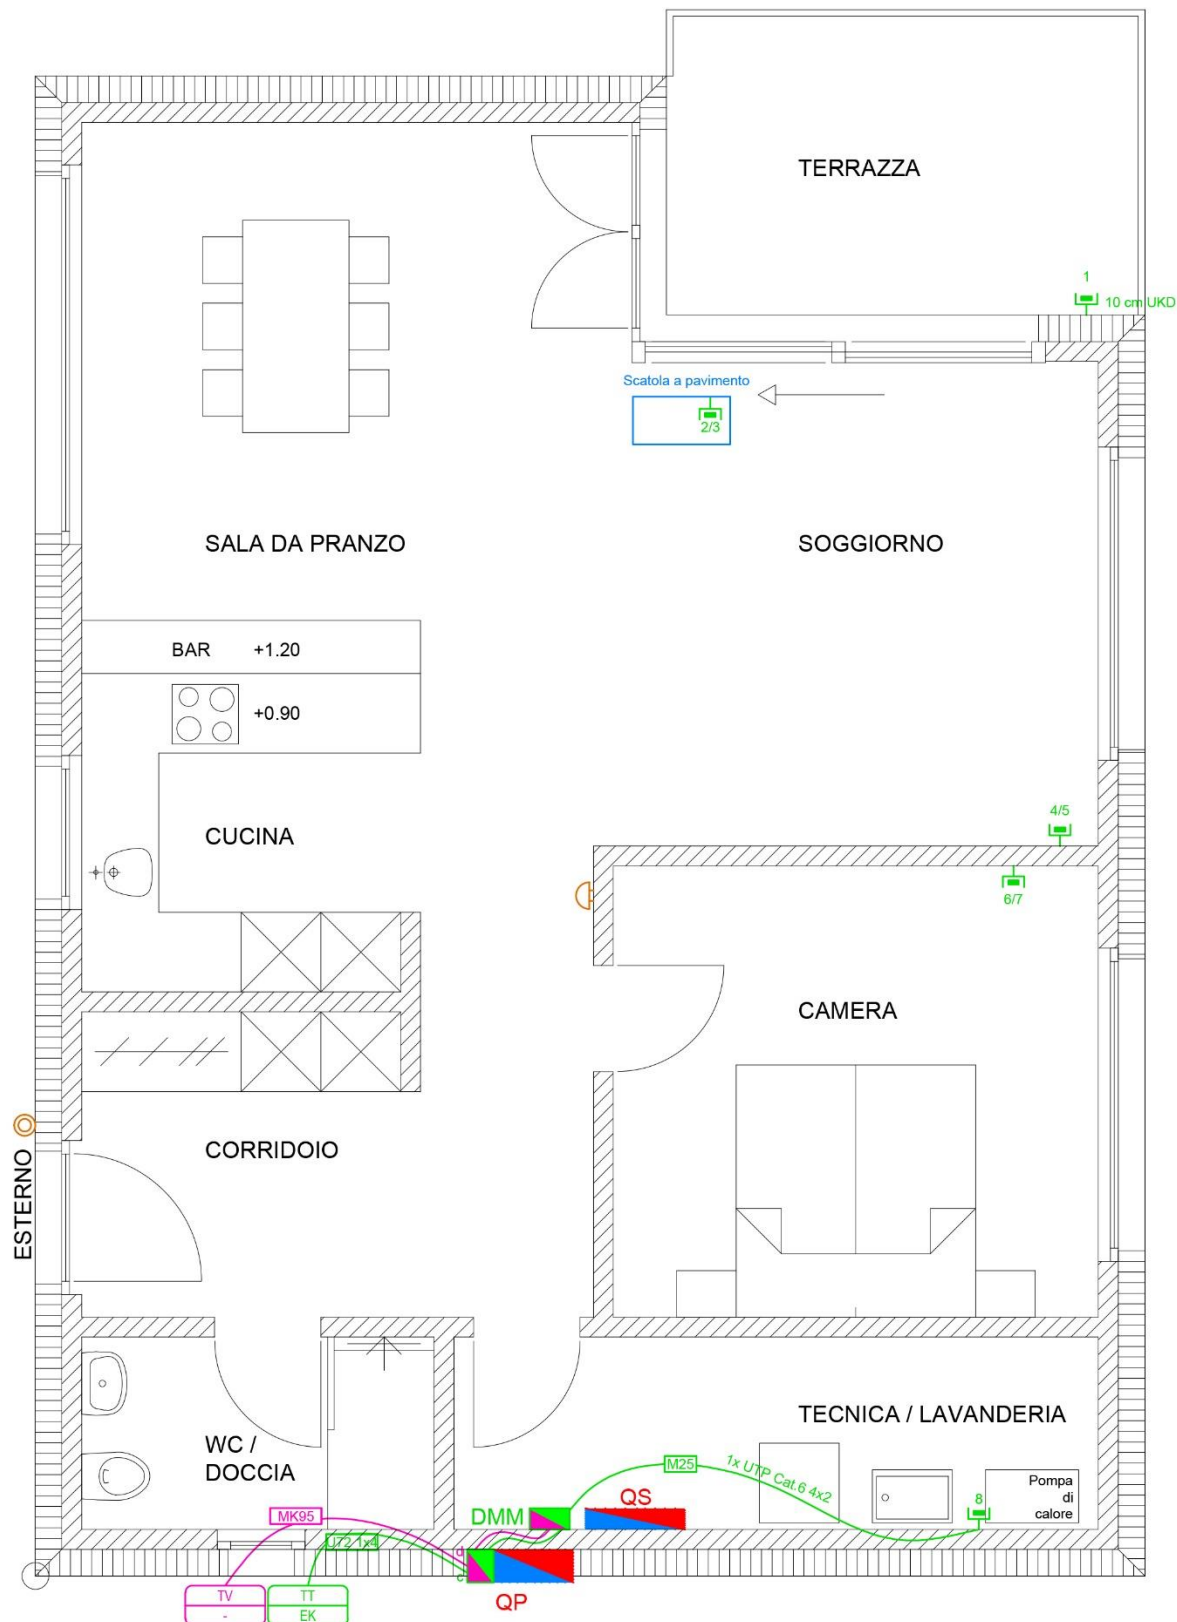 TERRAZZA
1
10 cm UKD
Scatola a pavimento
2/3
SALA DA PRANZO
SOGGIORNO
BAR +1.20
+0.90
CUCINA
4/5
6/7
CAMERA
CORRIDOIO
ESTERNO
TECNICA / LAVANDERIA
WC /
DOCCIA
M25
1x UTP Cat.6 4x2
Pompa
di
calore
8
QS
DMM
MK95
U72 1x4
d
c
QP
TV
-
TT
EK